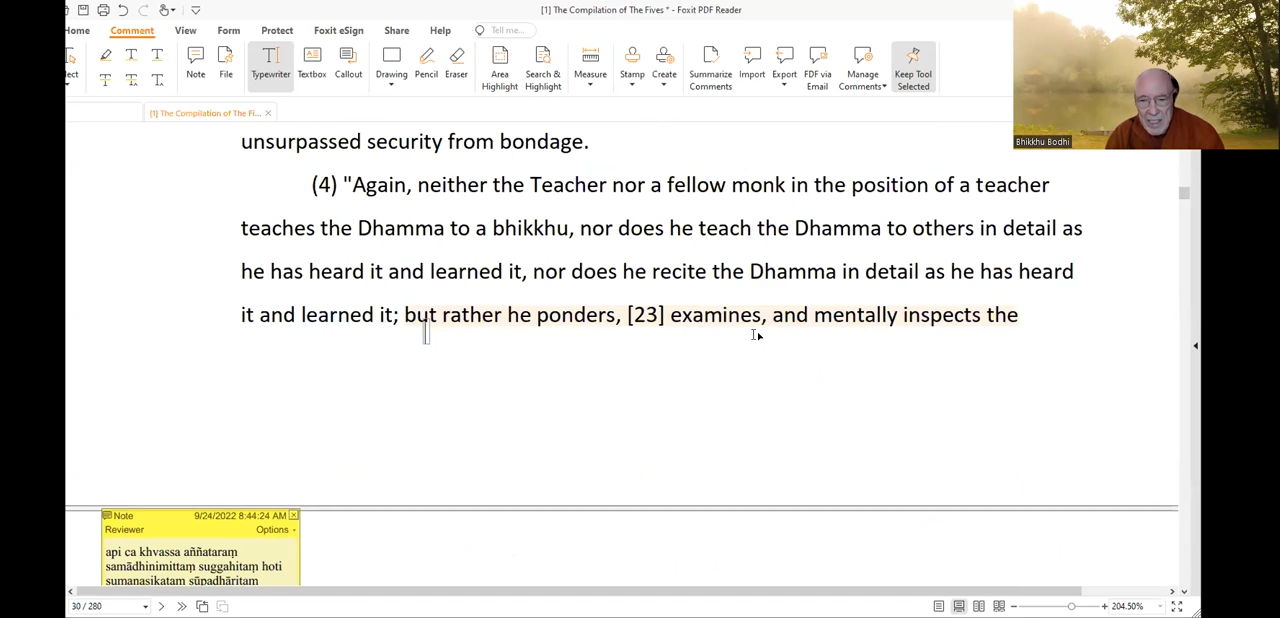 [1] The Compilation of The Fives * - Foxit PDF Reader
Home Comment View Form Protect Foxit eSign Share Help Tell me...
lect Note File Typewriter Textbox Callout Drawing Pencil Eraser Area Highlight Search & Highlight Measure Stamp Create Summarize Comments Import Export FDF via Email Manage Comments Keep Tool Selected
[1] The Compilation of The Fi...
Bhikkhu Bodhi
unsurpassed security from bondage.
(4) "Again, neither the Teacher nor a fellow monk in the position of a teacher
teaches the Dhamma to a bhikkhu, nor does he teach the Dhamma to others in detail as
he has heard it and learned it, nor does he recite the Dhamma in detail as he has heard
it and learned it; but rather he ponders, [23] examines, and mentally inspects the
Note 9/24/2022 8:44:24 AM
Reviewer Options
api ca khvassa aññataraṃ
samādhinimittaṃ suggahitaṃ hoti
sumanasikataṃ sūpadhāritaṃ
30 / 280 204.50%